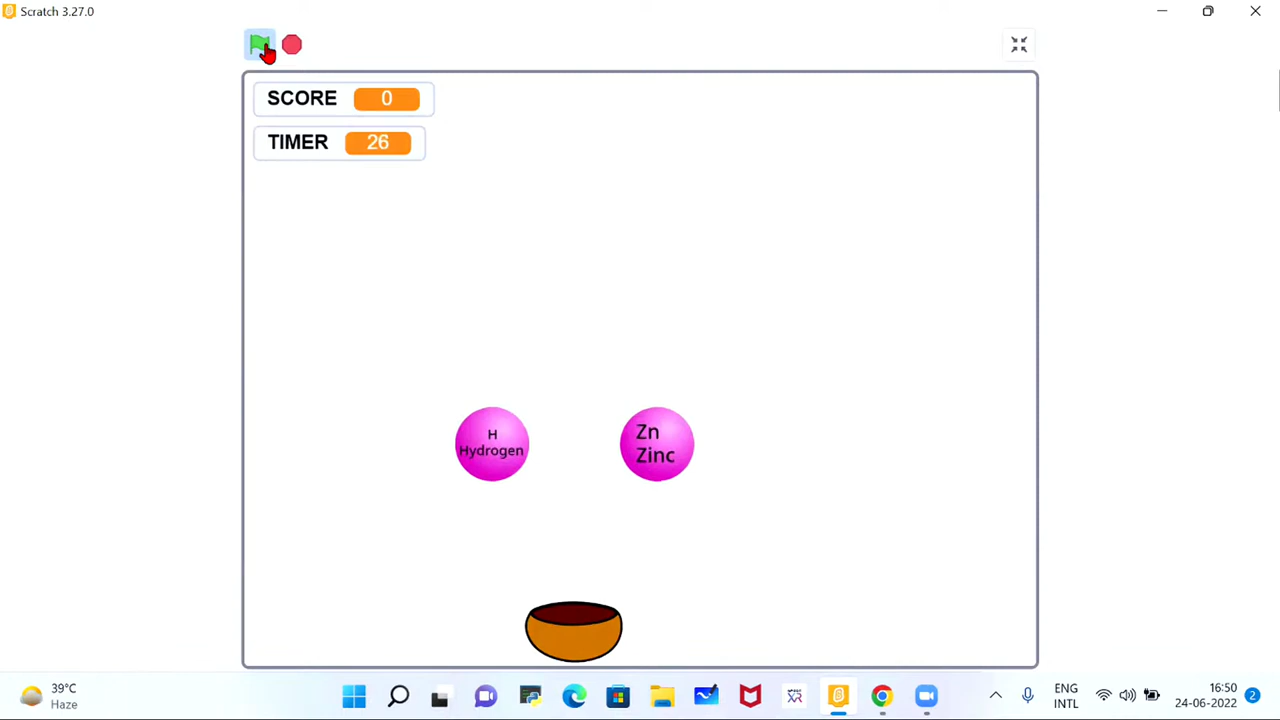 Scratch 3.27.0
SCORE 0
TIMER 26
H
Hydrogen
Zn
Zinc
39°C
Haze
ENG
INTL
16:50
24-06-2022
2